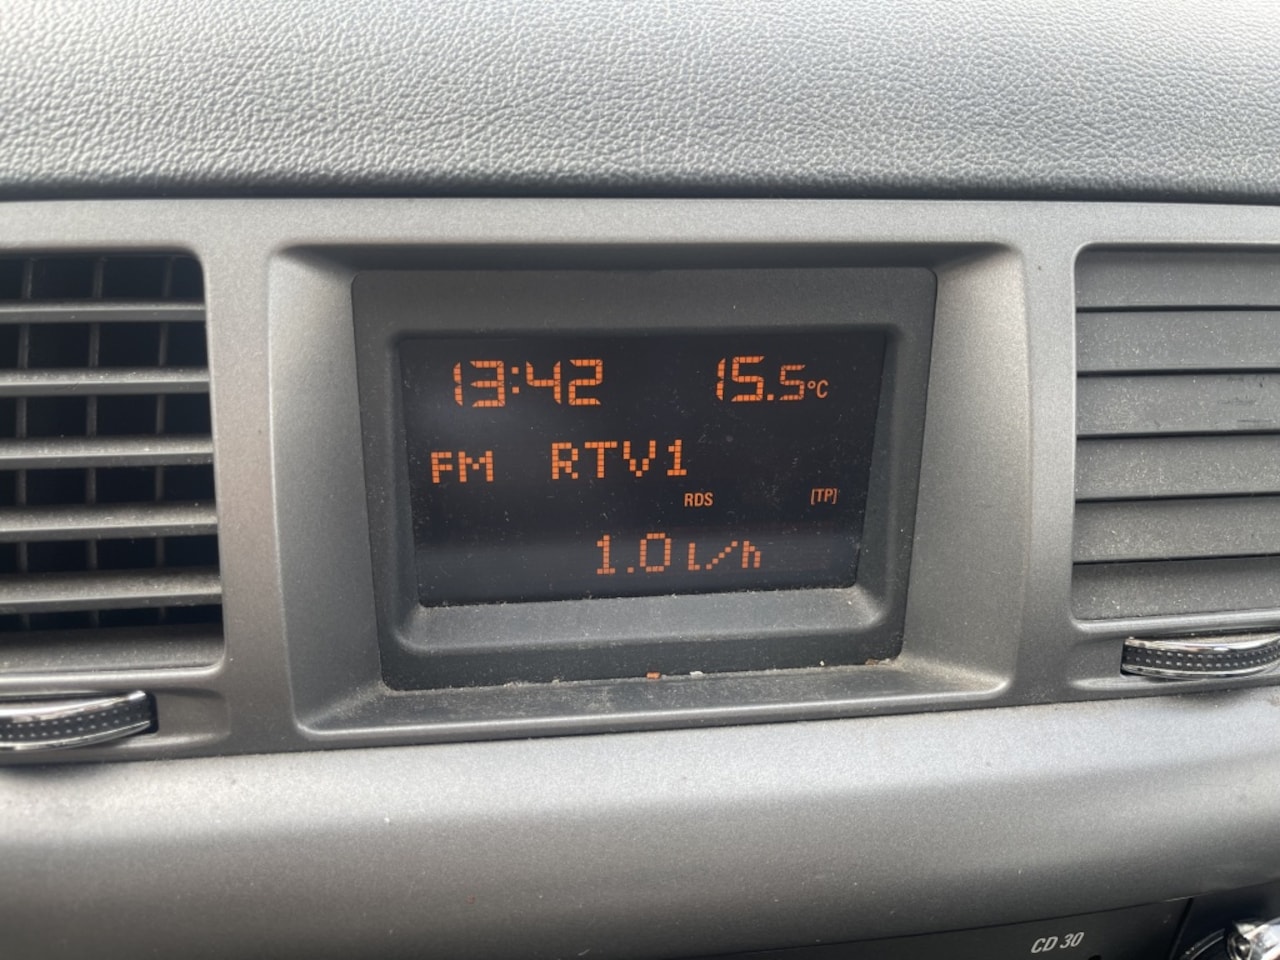 13:42 15.5°C
FM RTV1
RDS [TP]
1.0 l/h
CD 30